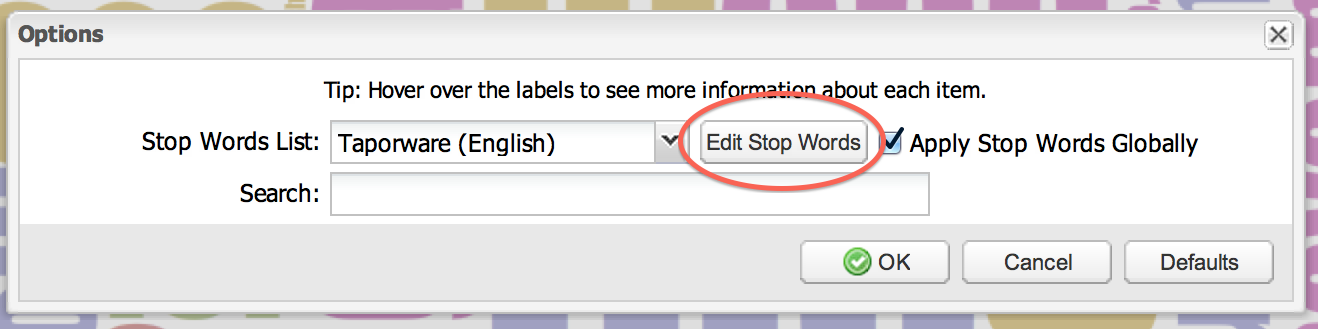 Options
Tip: Hover over the labels to see more information about each item.
Stop Words List: Taporware (English) Edit Stop Words Apply Stop Words Globally
Search:
OK Cancel Defaults